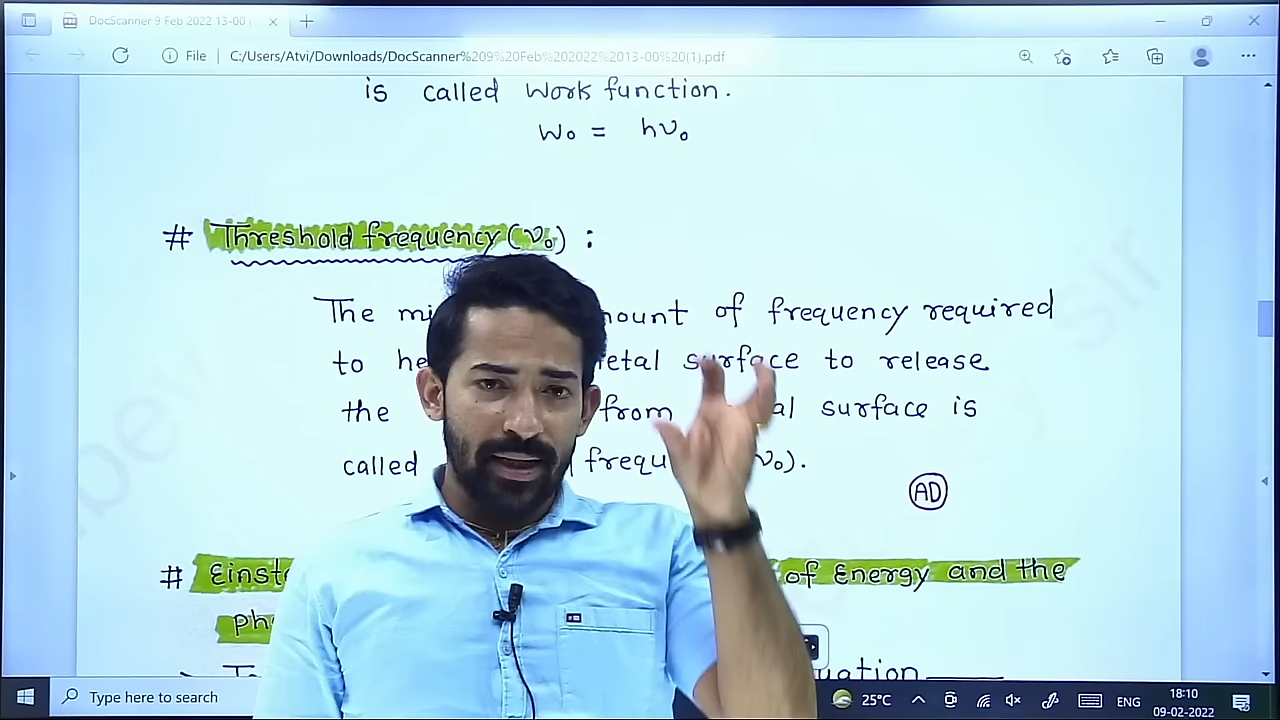 DocScanner 9 Feb 2022 13-00
File C:/Users/Atvi/Downloads/DocScanner%209%20Feb%202022%2013-00%20(1).pdf
is called Work function.
W₀ = hν₀
# Threshold frequency (ν₀) :
The mi ount of frequency required
to he etal surface to release
the from al surface is
called frequ ν₀).
AD
# Einste of Energy and the
ph
uation
Type here to search
25°C
ENG
18:10
09-02-2022